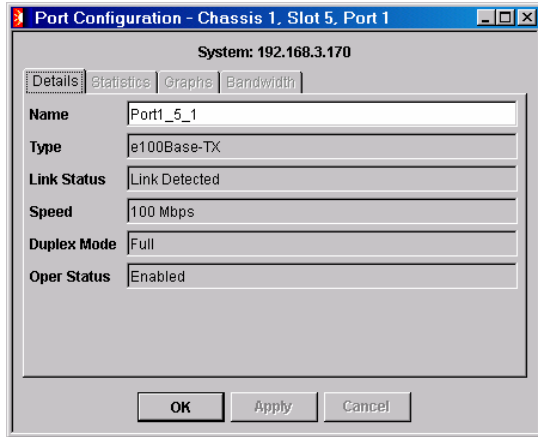 Port Configuration - Chassis 1, Slot 5, Port 1
System: 192.168.3.170
Details Statistics Graphs Bandwidth
Name Port1_5_1
Type e100Base-TX
Link Status Link Detected
Speed 100 Mbps
Duplex Mode Full
Oper Status Enabled
OK Apply Cancel